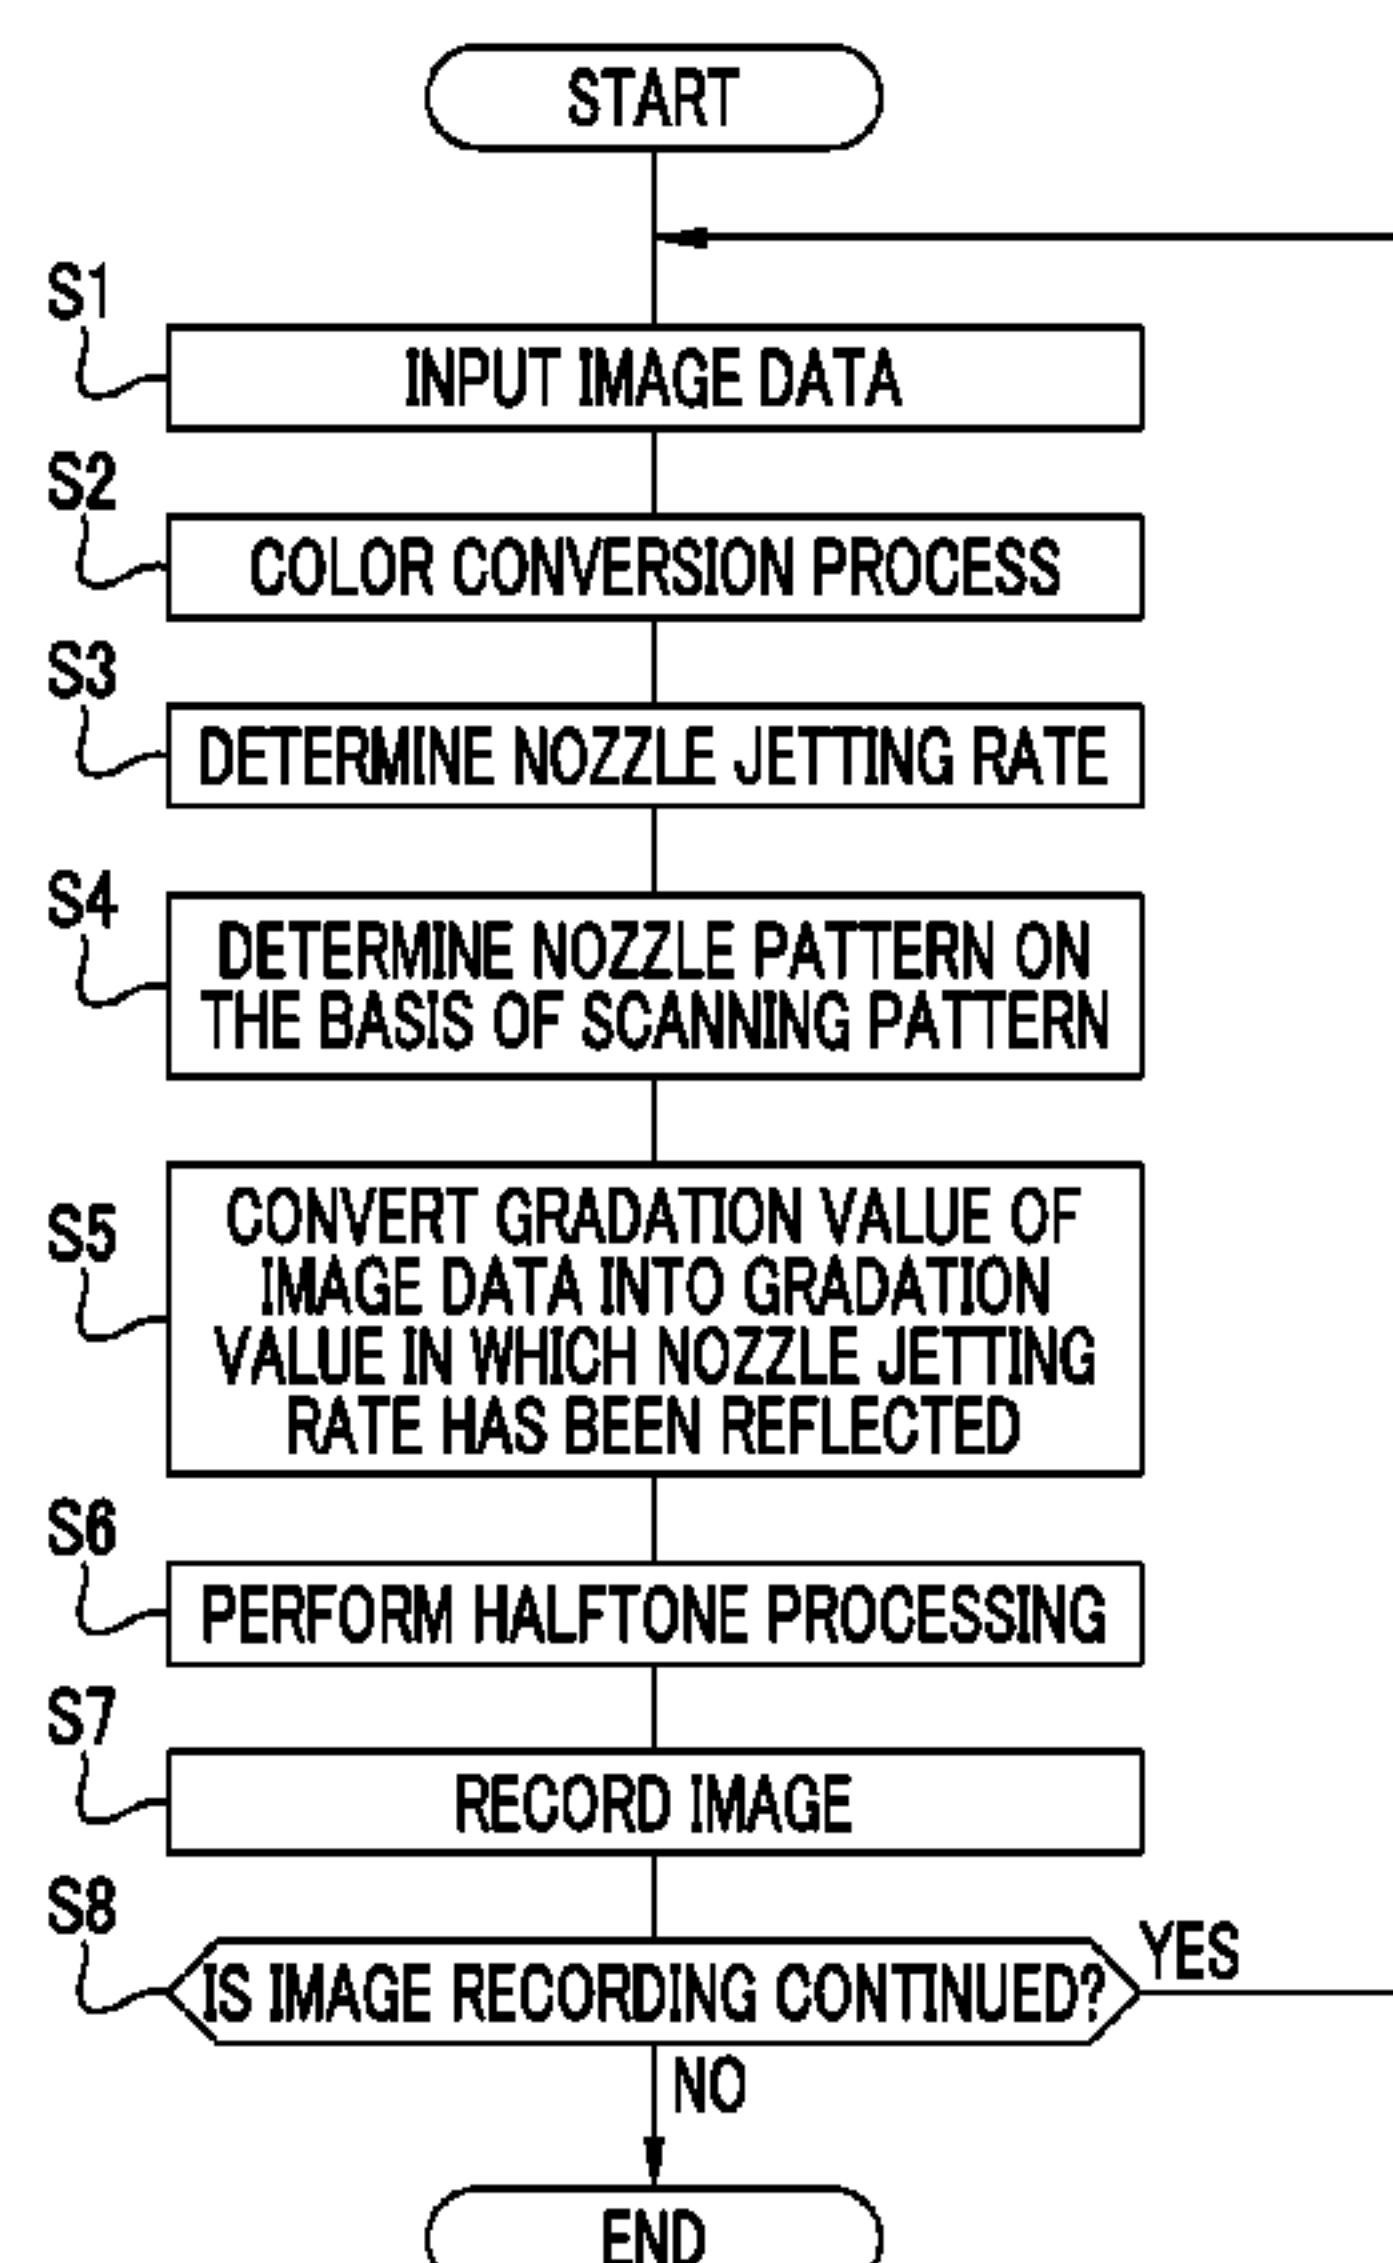 START
S1
INPUT IMAGE DATA
S2
COLOR CONVERSION PROCESS
S3
DETERMINE NOZZLE JETTING RATE
S4
DETERMINE NOZZLE PATTERN ON
THE BASIS OF SCANNING PATTERN
S5
CONVERT GRADATION VALUE OF
IMAGE DATA INTO GRADATION
VALUE IN WHICH NOZZLE JETTING
RATE HAS BEEN REFLECTED
S6
PERFORM HALFTONE PROCESSING
S7
RECORD IMAGE
S8
IS IMAGE RECORDING CONTINUED?
YES
NO
END